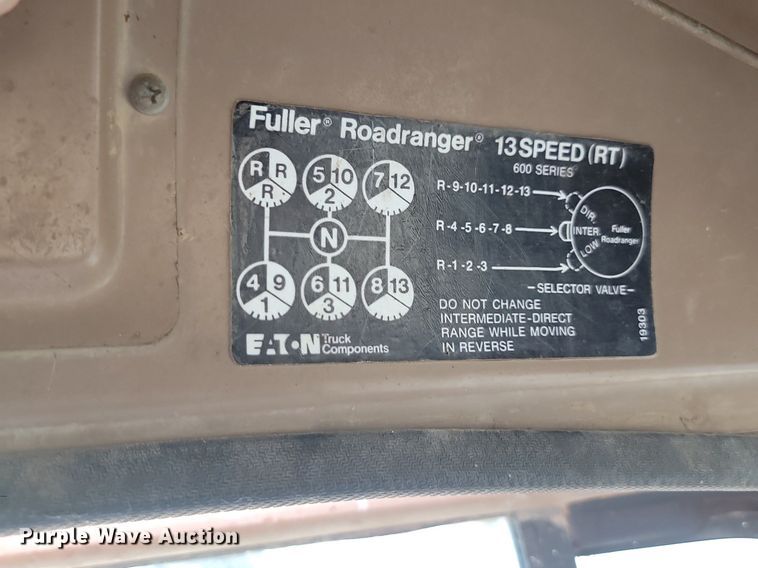 Fuller® Roadranger® 13 SPEED (RT)
600 SERIES
R R R
5 10 2
7 12
R-9-10-11-12-13
DIR.
R-4-5-6-7-8
INTER.
Fuller Roadranger
LOW
R-1-2-3
N
4 9 1
6 11 3
8 13
-SELECTOR VALVE-
DO NOT CHANGE
INTERMEDIATE-DIRECT
RANGE WHILE MOVING
IN REVERSE
EATON Truck Components
19303
Purple Wave Auction